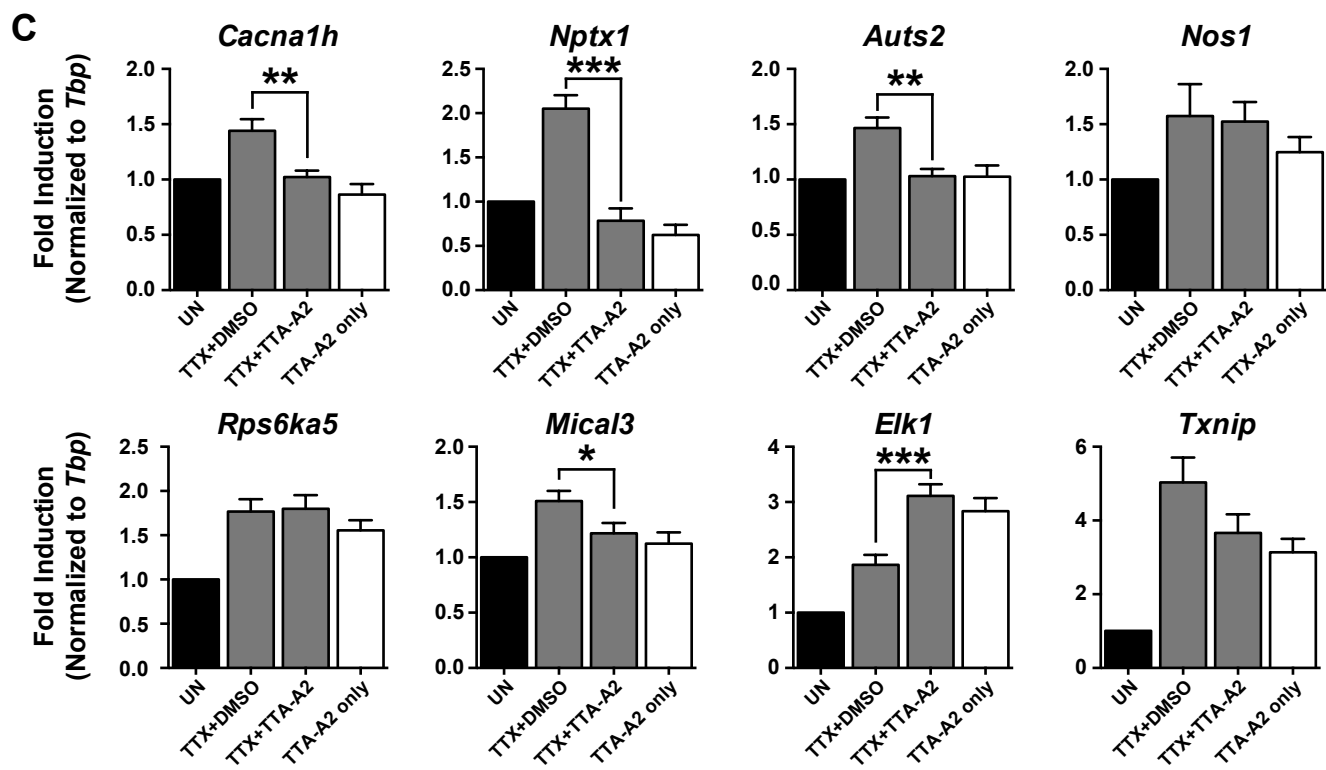 C
Cacna1h
Nptx1
Auts2
Nos1
Fold Induction
(Normalized to Tbp)
2.0
1.5
1.0
0.5
0.0
**
UN
TTX+DMSO
TTX+TTA-A2
TTA-A2 only
2.5
2.0
1.5
1.0
0.5
0.0
***
UN
TTX+DMSO
TTX+TTA-A2
TTA-A2 only
2.0
1.5
1.0
0.5
0.0
**
UN
TTX+DMSO
TTX+TTA-A2
TTA-A2 only
2.0
1.5
1.0
0.5
0.0
UN
TTX+DMSO
TTX+TTA-A2
TTX-A2 only
Rps6ka5
Mical3
Elk1
Txnip
Fold Induction
(Normalized to Tbp)
2.5
2.0
1.5
1.0
0.5
0.0
UN
TTX+DMSO
TTX+TTA-A2
TTA-A2 only
2.0
1.5
1.0
0.5
0.0
*
UN
TTX+DMSO
TTX+TTA-A2
TTA-A2 only
4
3
2
1
0
***
UN
TTX+DMSO
TTX+TTA-A2
TTA-A2 only
6
4
2
0
UN
TTX+DMSO
TTX+TTA-A2
TTA-A2 only